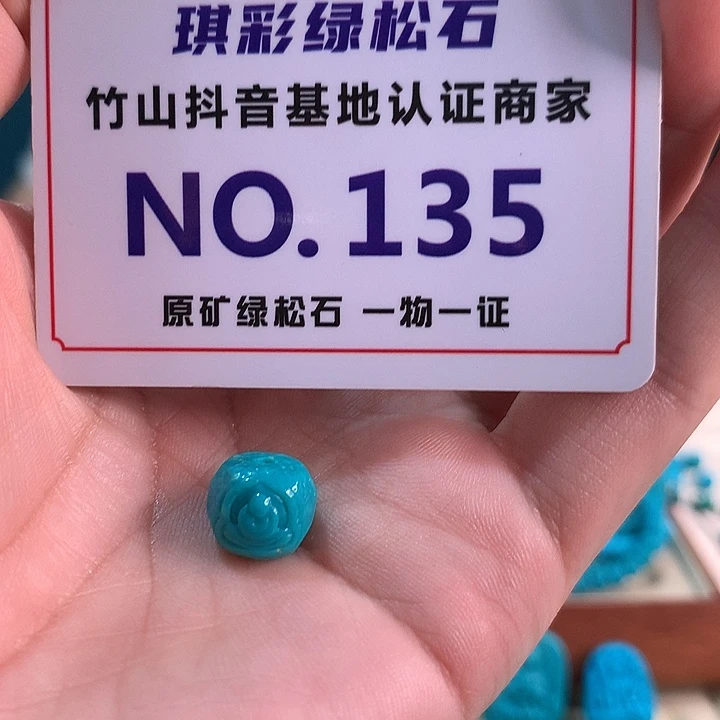 琪彩绿松石
竹山抖音基地认证商家
NO.135
原矿绿松石 一物一证